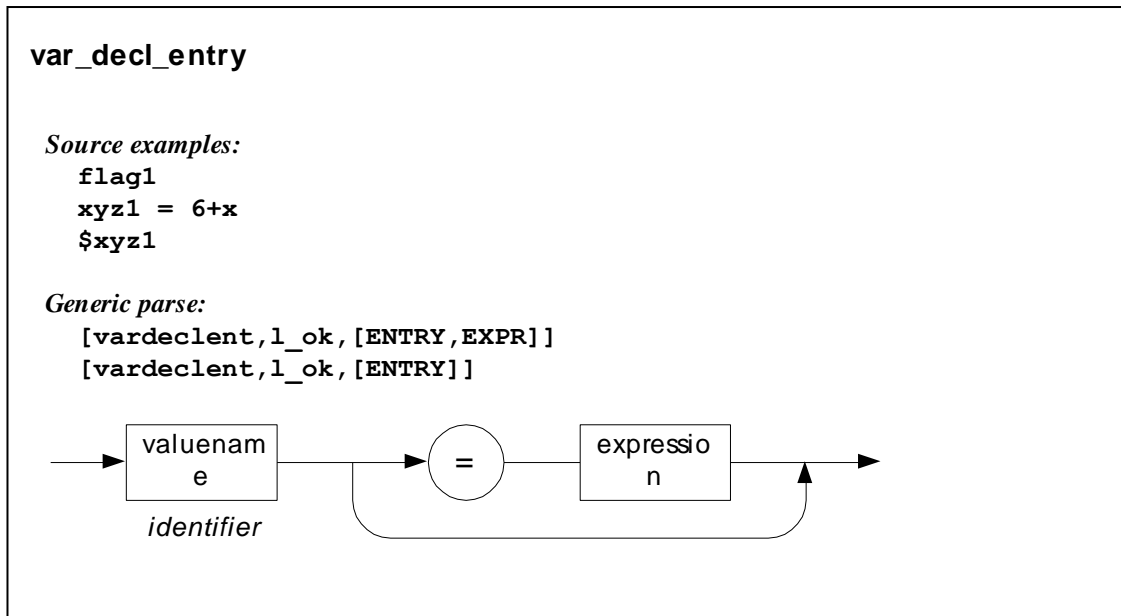 var_decl_entry
Source examples:
flag1
xyz1 = 6+x
$xyz1
Generic parse:
[vardeclent,l_ok,[ENTRY,EXPR]]
[vardeclent,l_ok,[ENTRY]]
valuenam
e
=
expressio
n
identifier